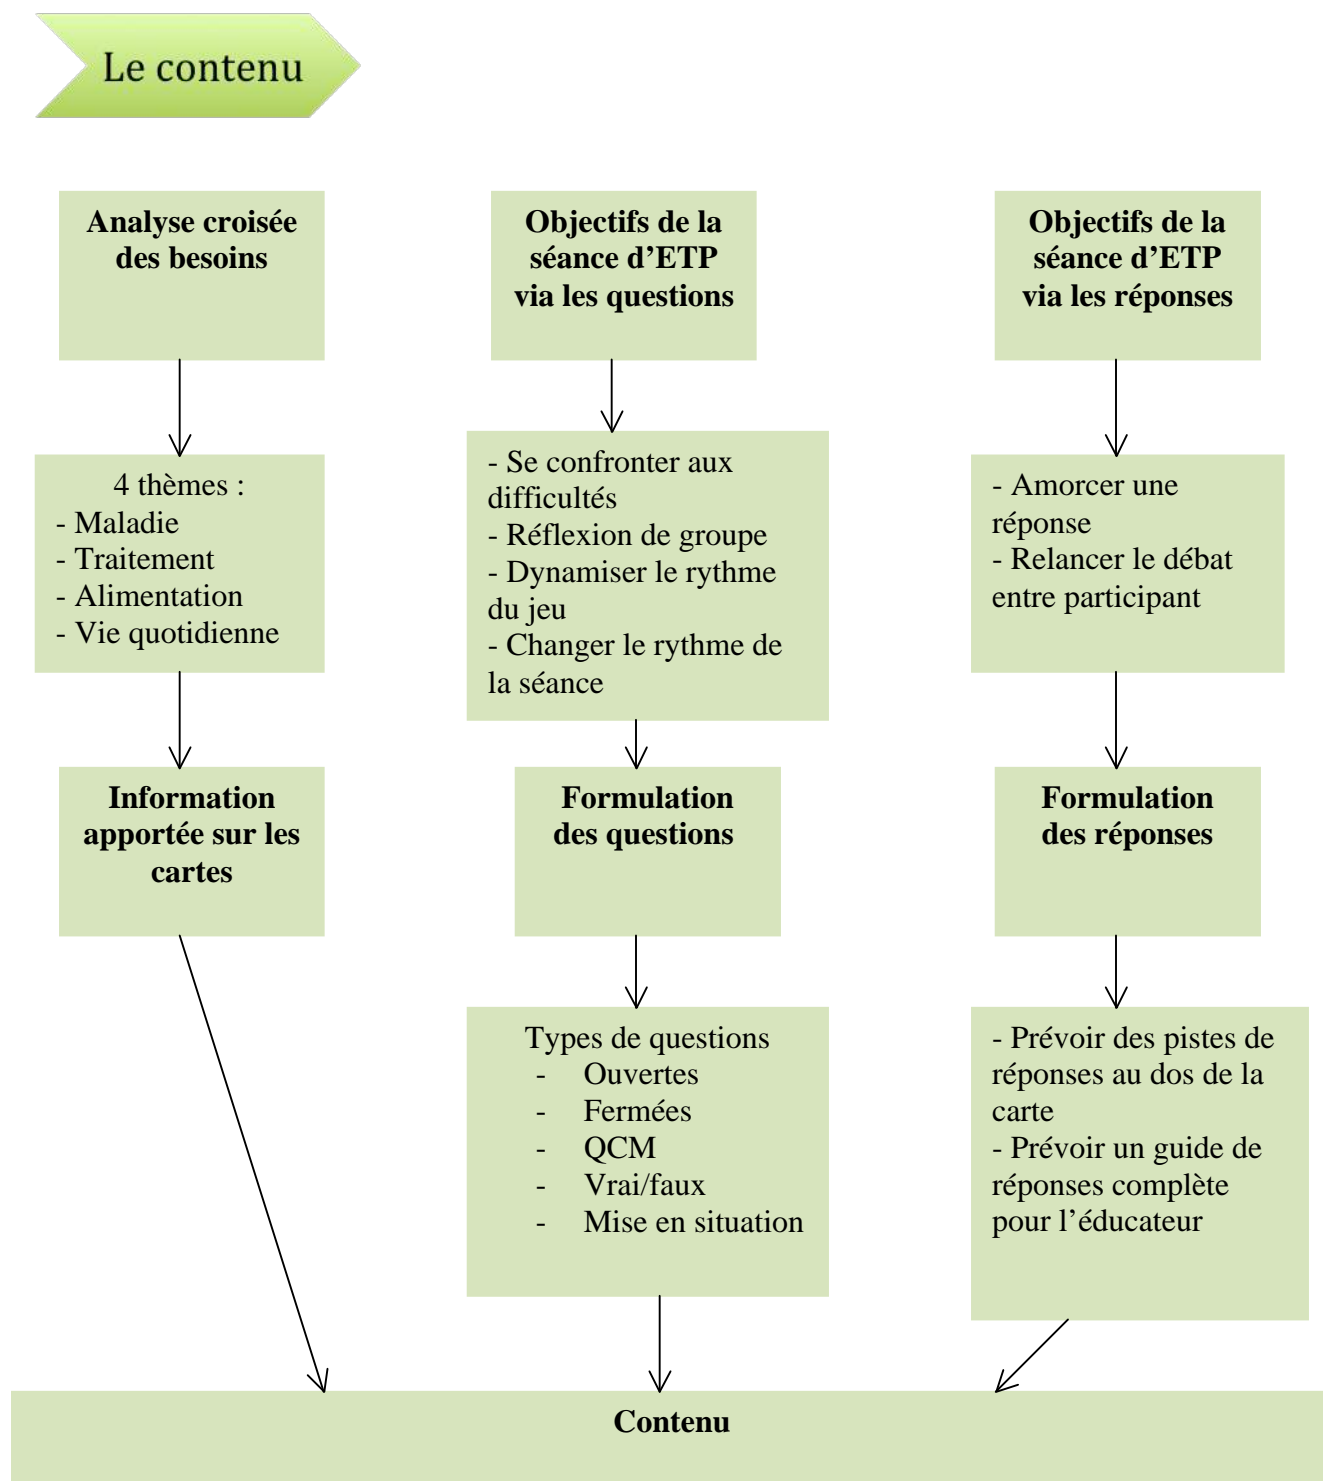 Le contenu
Analyse croisée
des besoins
Objectifs de la
séance d’ETP
via les questions
Objectifs de la
séance d’ETP
via les réponses
4 thèmes :
- Maladie
- Traitement
- Alimentation
- Vie quotidienne
- Se confronter aux
difficultés
- Réflexion de groupe
- Dynamiser le rythme
du jeu
- Changer le rythme de
la séance
- Amorcer une
réponse
- Relancer le débat
entre participant
Information
apportée sur les
cartes
Formulation
des questions
Formulation
des réponses
Types de questions
- Ouvertes
- Fermées
- QCM
- Vrai/faux
- Mise en situation
- Prévoir des pistes de
réponses au dos de la
carte
- Prévoir un guide de
réponses complète
pour l’éducateur
Contenu